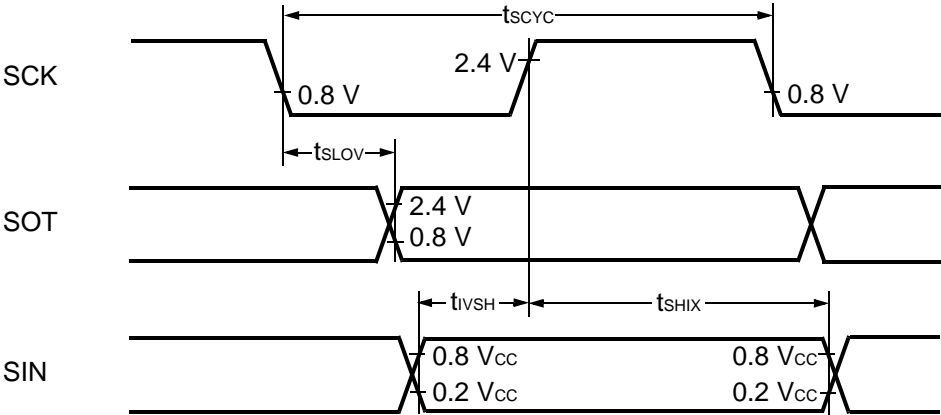 tSCYC
SCK
2.4 V
0.8 V
0.8 V
tSLOV
SOT
2.4 V
0.8 V
tIVSH
tSHIX
SIN
0.8 VCC
0.8 VCC
0.2 VCC
0.2 VCC